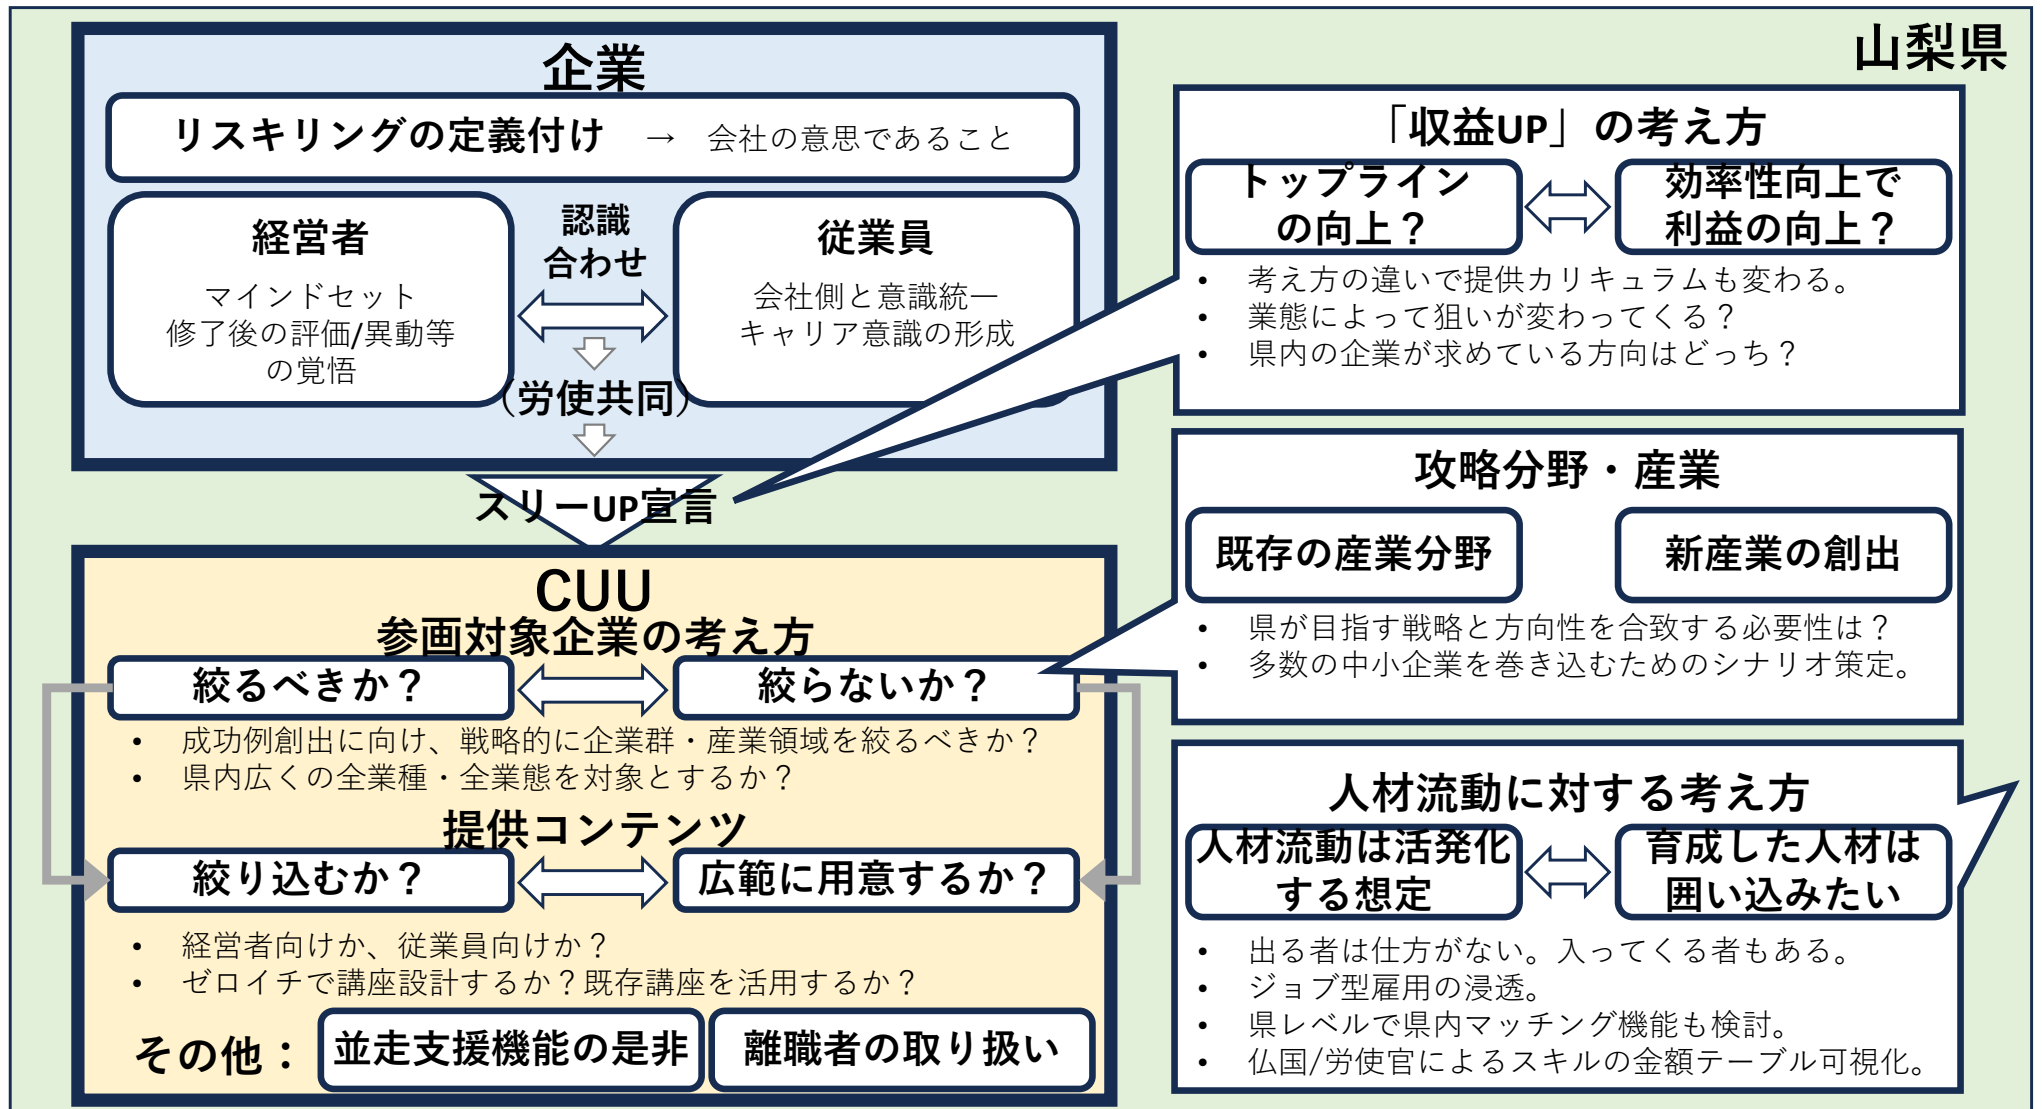 山梨県
企業
リスキリングの定義付け → 会社の意思であること
経営者
マインドセット
修了後の評価/異動等
の覚悟
認識
合わせ
従業員
会社側と意識統一
キャリア意識の形成
（労使共同）
スリーUP宣言
CUU
参画対象企業の考え方
絞るべきか？
絞らないか？
• 成功例創出に向け、戦略的に企業群・産業領域を絞るべきか？
• 県内広くの全業種・全業態を対象とするか？
提供コンテンツ
絞り込むか？
広範に用意するか？
• 経営者向けか、従業員向けか？
• ゼロイチで講座設計するか？既存講座を活用するか？
その他：
並走支援機能の是非
離職者の取り扱い
「収益UP」の考え方
トップライン
の向上？
効率性向上で
利益の向上？
• 考え方の違いで提供カリキュラムも変わる。
• 業態によって狙いが変わってくる？
• 県内の企業が求めている方向はどっち？
攻略分野・産業
既存の産業分野
新産業の創出
• 県が目指す戦略と方向性を合致する必要性は？
• 多数の中小企業を巻き込むためのシナリオ策定。
人材流動に対する考え方
人材流動は活発化
する想定
育成した人材は
囲い込みたい
• 出る者は仕方がない。入ってくる者もある。
• ジョブ型雇用の浸透。
• 県レベルで県内マッチング機能も検討。
• 仏国/労使官によるスキルの金額テーブル可視化。